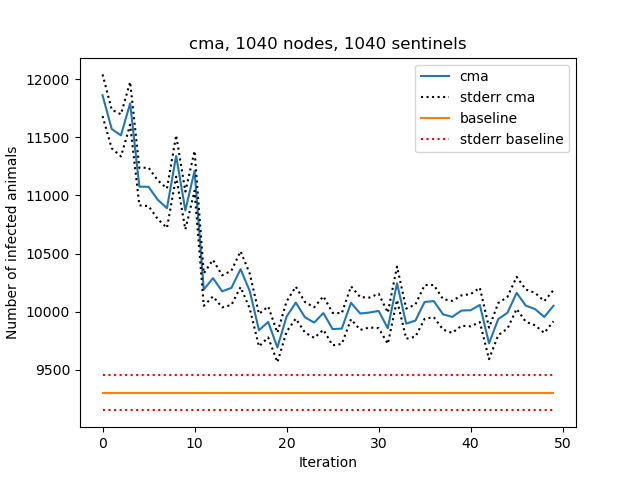 cma, 1040 nodes, 1040 sentinels
12000
11500
11000
10500
10000
9500
Number of infected animals
cma
stderr cma
baseline
stderr baseline
0
10
20
30
40
50
Iteration